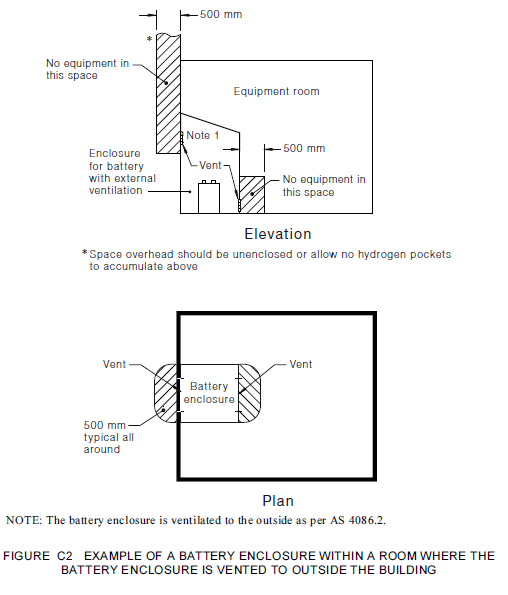 500 mm
*
No equipment in
this space
Equipment room
Note 1
500 mm
Enclosure
for battery
with external
ventilation
Vent
No equipment in
this space
Elevation
* Space overhead should be unenclosed or allow no hydrogen pockets
to accumulate above
Vent
Vent
Battery
enclosure
500 mm
typical all
around
Plan
NOTE: The battery enclosure is ventilated to the outside as per AS 4086.2.
FIGURE C2 EXAMPLE OF A BATTERY ENCLOSURE WITHIN A ROOM WHERE THE
BATTERY ENCLOSURE IS VENTED TO OUTSIDE THE BUILDING